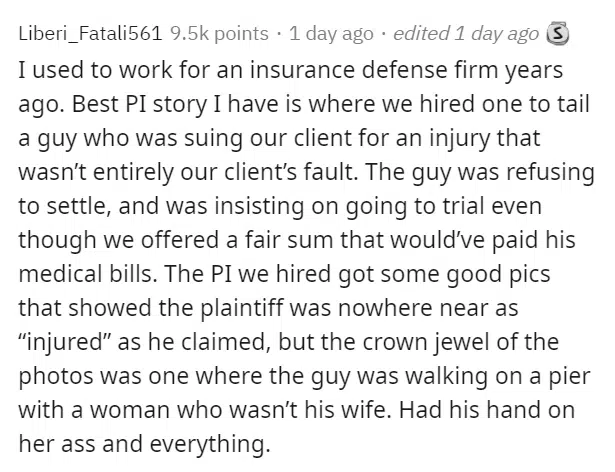 Liberi_Fatali561 9.5k points · 1 day ago · edited 1 day ago S
I used to work for an insurance defense firm years
ago. Best PI story I have is where we hired one to tail
a guy who was suing our client for an injury that
wasn’t entirely our client’s fault. The guy was refusing
to settle, and was insisting on going to trial even
though we offered a fair sum that would’ve paid his
medical bills. The PI we hired got some good pics
that showed the plaintiff was nowhere near as
“injured” as he claimed, but the crown jewel of the
photos was one where the guy was walking on a pier
with a woman who wasn’t his wife. Had his hand on
her ass and everything.